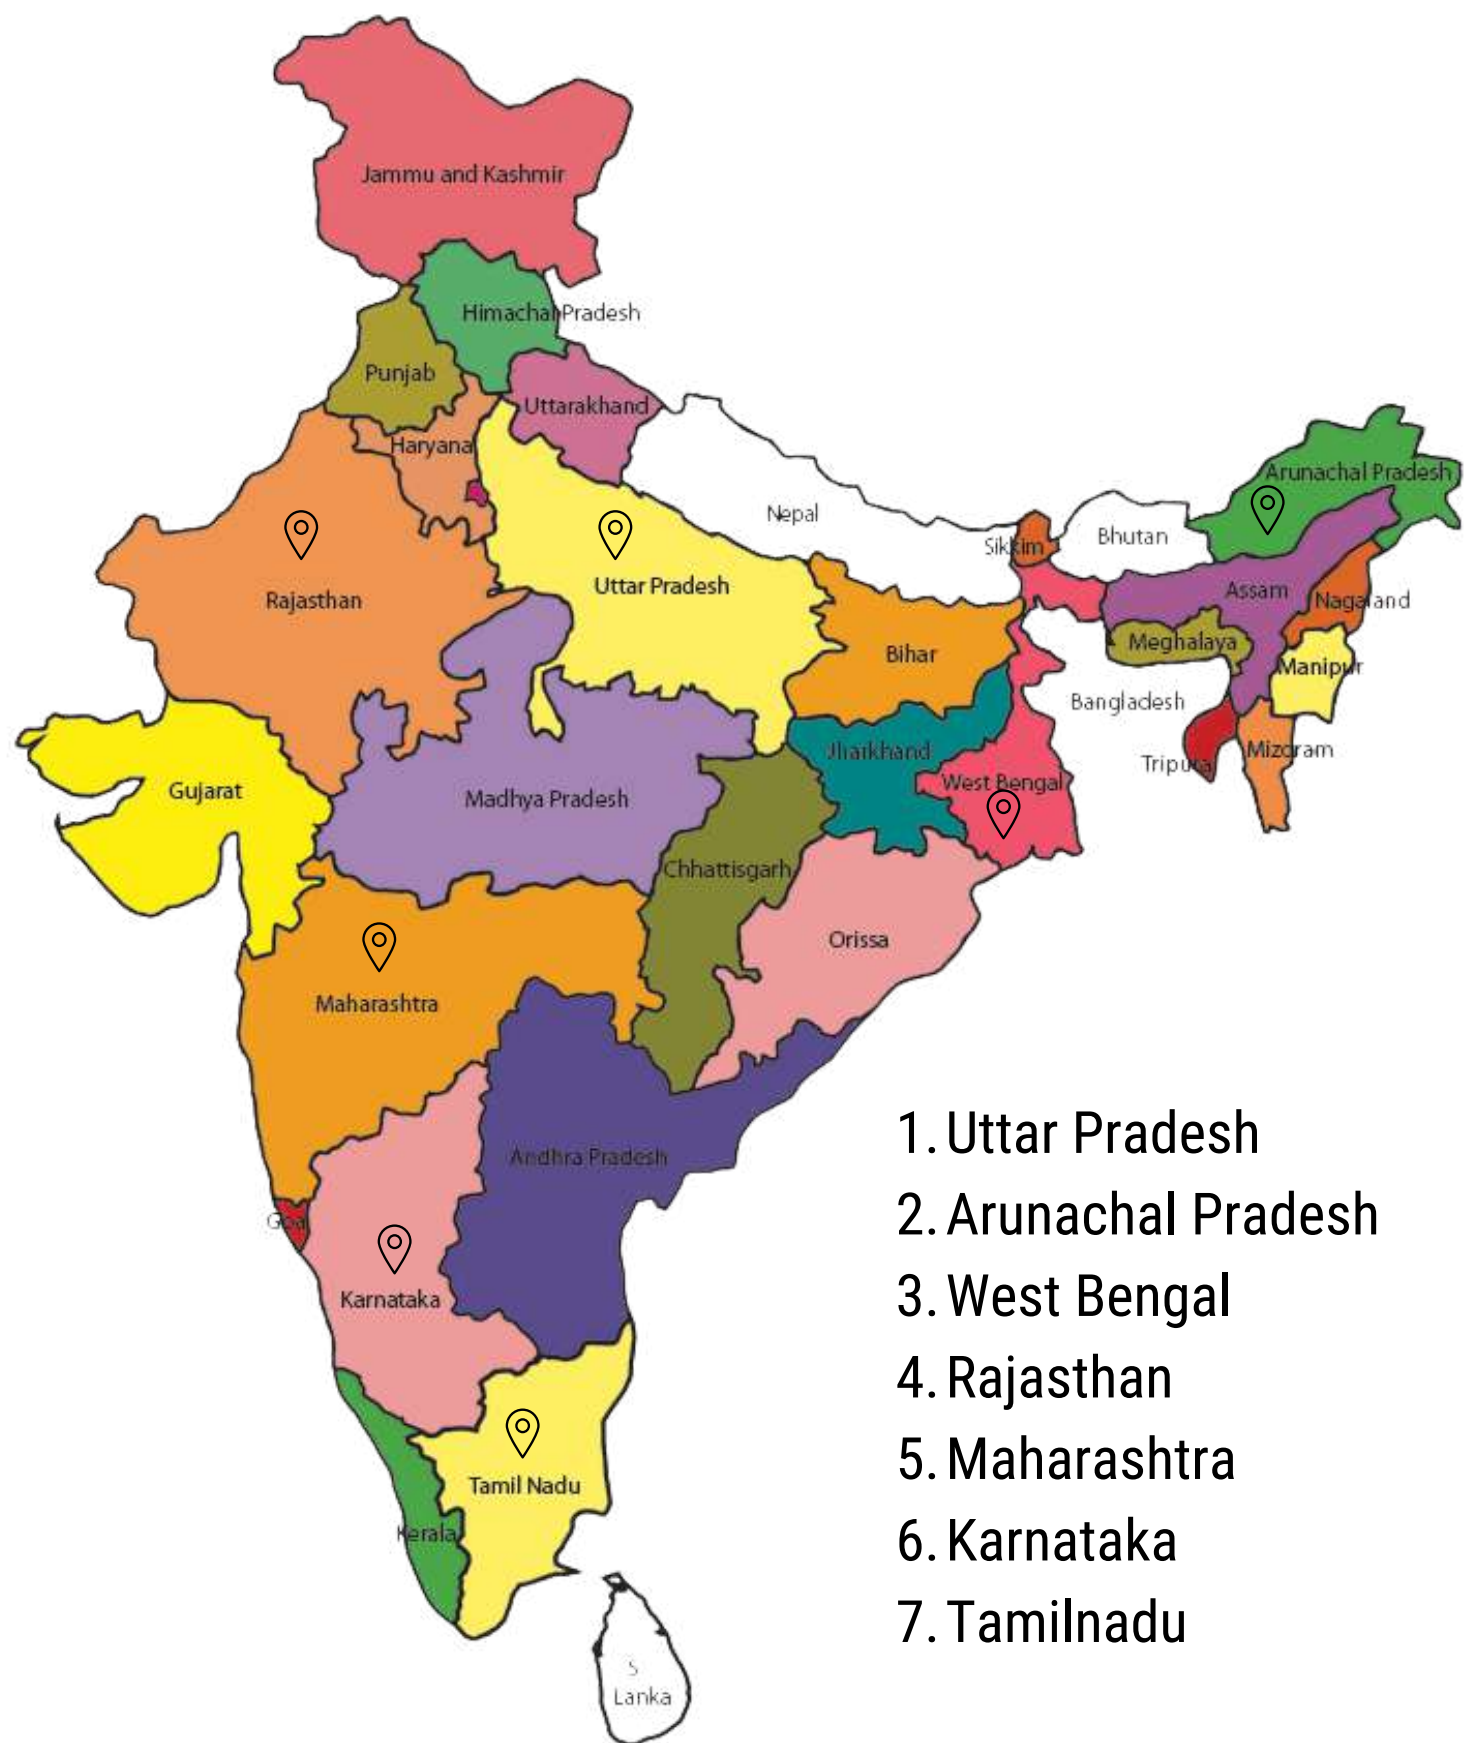 Jammu and Kashmir
Himachal Pradesh
Punjab
Uttarakhand
Haryana
Arunachal Pradesh
Nepal
Bhutan
Sikkim
Rajasthan
Uttar Pradesh
Assam
Nagaland
Bihar
Meghalaya
Manipur
Bangladesh
Gujarat
Madhya Pradesh
Jharkhand
West Bengal
Tripura
Mizoram
Chhattisgarh
Orissa
Maharashtra
Andhra Pradesh
Goa
Karnataka
Tamil Nadu
Kerala
S
Lanka
1. Uttar Pradesh
2. Arunachal Pradesh
3. West Bengal
4. Rajasthan
5. Maharashtra
6. Karnataka
7. Tamilnadu